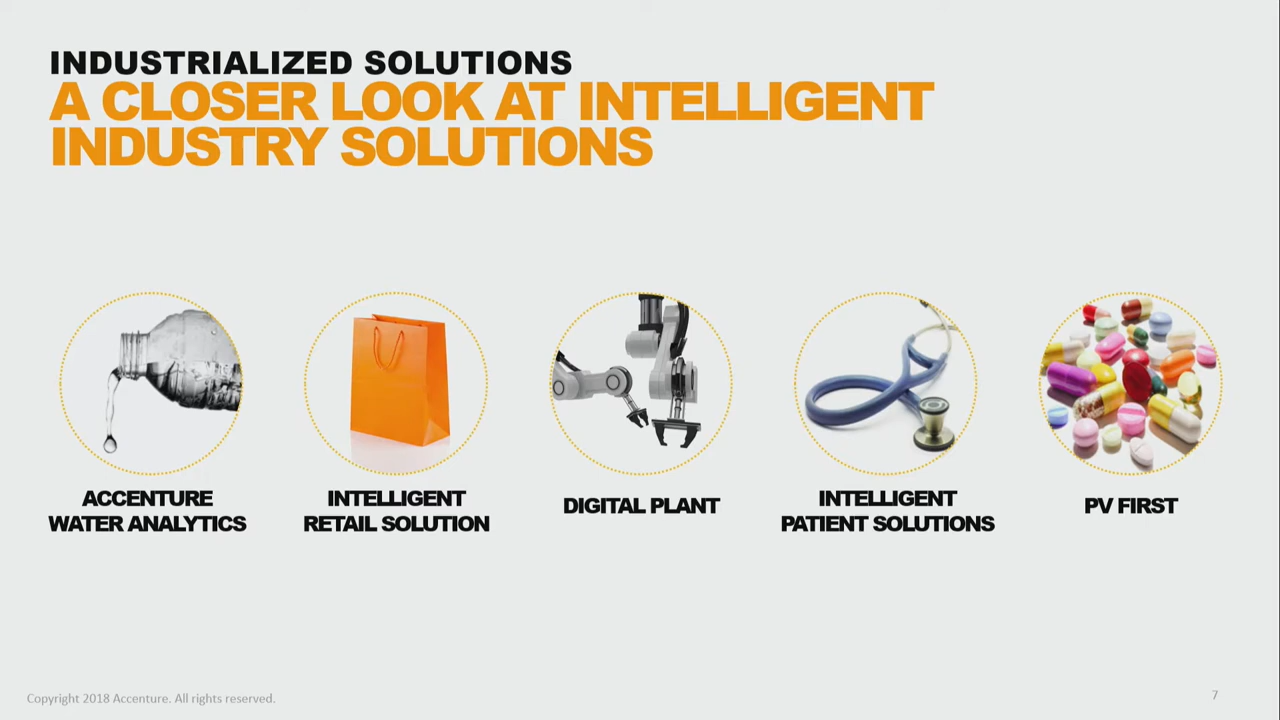 INDUSTRIALIZED SOLUTIONS
A CLOSER LOOK AT INTELLIGENT
INDUSTRY SOLUTIONS
ACCENTURE
WATER ANALYTICS
INTELLIGENT
RETAIL SOLUTION
DIGITAL PLANT
INTELLIGENT
PATIENT SOLUTIONS
PV FIRST
Copyright 2018 Accenture. All rights reserved.
7